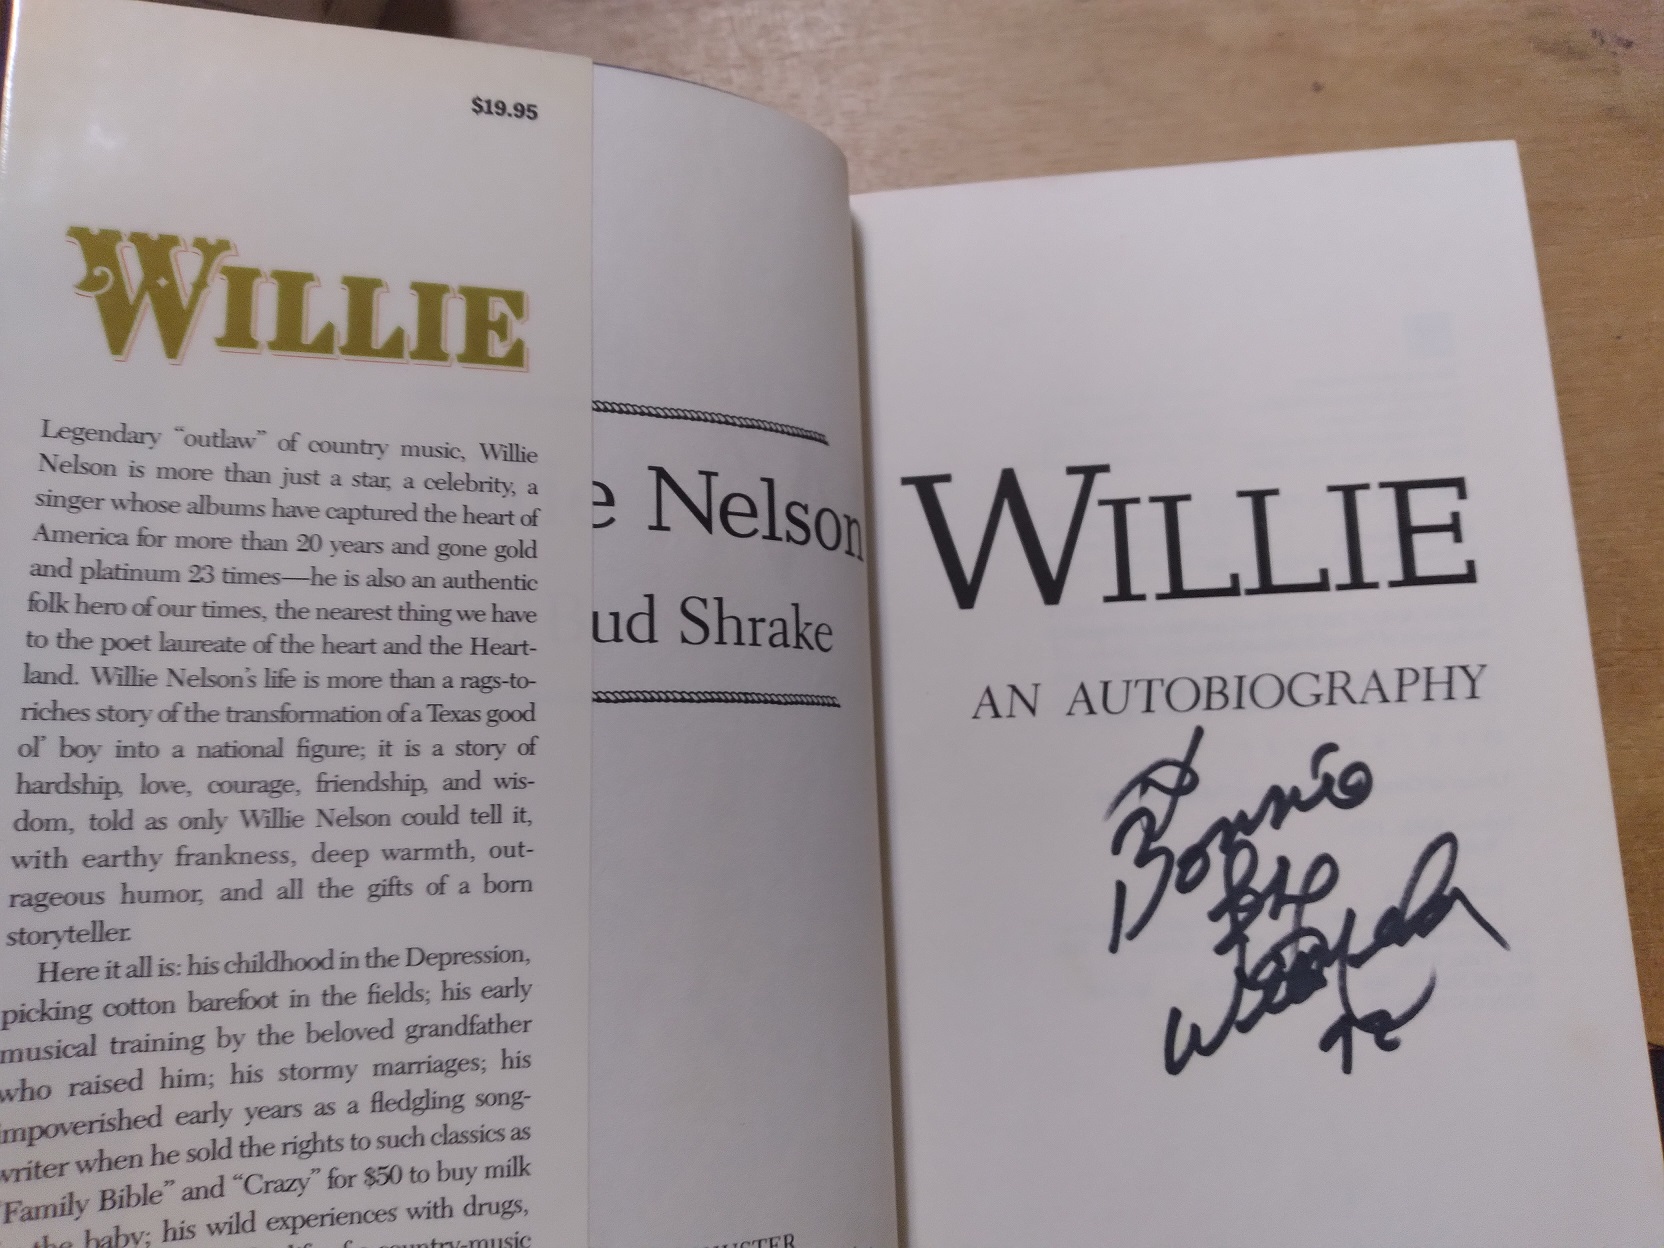 $19.95
WILLIE
Legendary “outlaw” of country music, Willie
Nelson is more than just a star, a celebrity, a
singer whose albums have captured the heart of
America for more than 20 years and gone gold
and platinum 23 times—he is also an authentic
folk hero of our times, the nearest thing we have
to the poet laureate of the heart and the Heart-
land. Willie Nelson's life is more than a rags-to-
riches story of the transformation of a Texas good
ol' boy into a national figure; it is a story of
hardship, love, courage, friendship, and wis-
dom, told as only Willie Nelson could tell it,
with earthy frankness, deep warmth, out-
rageous humor, and all the gifts of a born
storyteller.
Here it all is: his childhood in the Depression,
picking cotton barefoot in the fields; his early
musical training by the beloved grandfather
who raised him; his stormy marriages; his
mpoverished early years as a fledgling song-
writer when he sold the rights to such classics as
“Family Bible” and “Crazy” for $50 to buy milk
the baby; his wild experiences with drugs,
country-music
e Nelson
ud Shrake
WILLIE
AN AUTOBIOGRAPHY
Bonnie